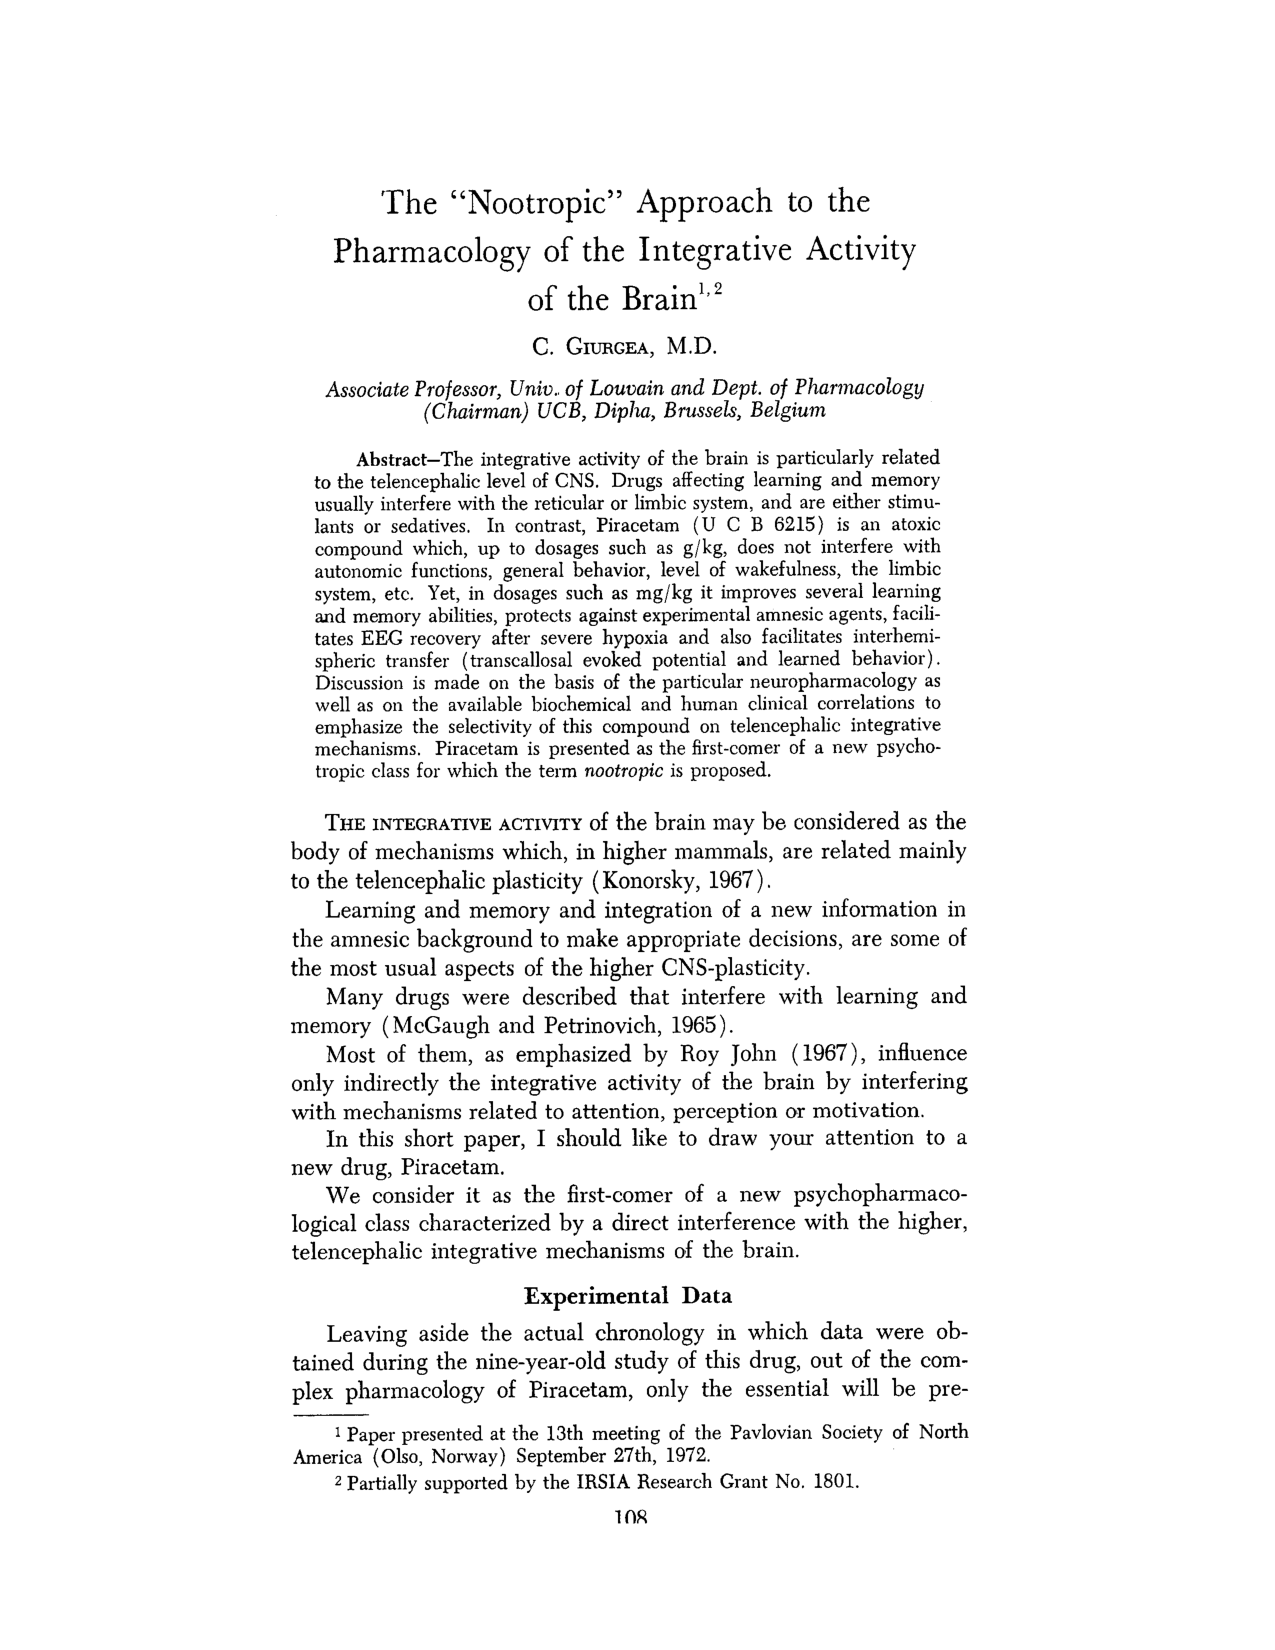 The “Nootropic” Approach to the
Pharmacology of the Integrative Activity
of the Brain1,2
C. GIURGEA, M.D.
Associate Professor, Univ. of Louvain and Dept. of Pharmacology
(Chairman) UCB, Dipha, Brussels, Belgium
Abstract—The integrative activity of the brain is particularly related
to the telencephalic level of CNS. Drugs affecting learning and memory
usually interfere with the reticular or limbic system, and are either stimu-
lants or sedatives. In contrast, Piracetam (U C B 6215) is an atoxic
compound which, up to dosages such as g/kg, does not interfere with
autonomic functions, general behavior, level of wakefulness, the limbic
system, etc. Yet, in dosages such as mg/kg it improves several learning
and memory abilities, protects against experimental amnesic agents, facili-
tates EEG recovery after severe hypoxia and also facilitates interhemi-
spheric transfer (transcallosal evoked potential and learned behavior).
Discussion is made on the basis of the particular neuropharmacology as
well as on the available biochemical and human clinical correlations to
emphasize the selectivity of this compound on telencephalic integrative
mechanisms. Piracetam is presented as the first-comer of a new psycho-
tropic class for which the term nootropic is proposed.
THE INTEGRATIVE ACTIVITY of the brain may be considered as the
body of mechanisms which, in higher mammals, are related mainly
to the telencephalic plasticity (Konorsky, 1967).
Learning and memory and integration of a new information in
the amnesic background to make appropriate decisions, are some of
the most usual aspects of the higher CNS-plasticity.
Many drugs were described that interfere with learning and
memory (McGaugh and Petrinovich, 1965).
Most of them, as emphasized by Roy John (1967), influence
only indirectly the integrative activity of the brain by interfering
with mechanisms related to attention, perception or motivation.
In this short paper, I should like to draw your attention to a
new drug, Piracetam.
We consider it as the first-comer of a new psychopharmaco-
logical class characterized by a direct interference with the higher,
telencephalic integrative mechanisms of the brain.
Experimental Data
Leaving aside the actual chronology in which data were ob-
tained during the nine-year-old study of this drug, out of the com-
plex pharmacology of Piracetam, only the essential will be pre-
1 Paper presented at the 13th meeting of the Pavlovian Society of North
America (Olso, Norway) September 27th, 1972.
2 Partially supported by the IRSIA Research Grant No. 1801.
108